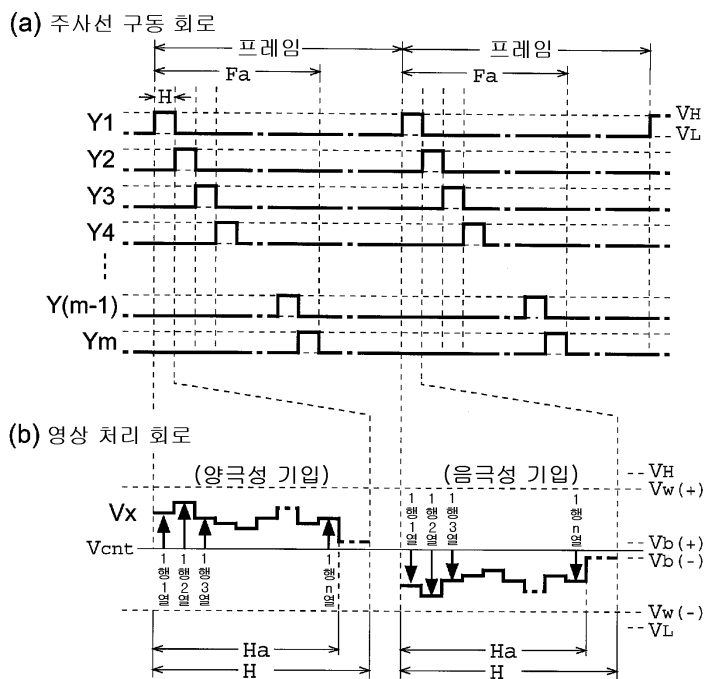 (a) 주사선 구동 회로
프레임 프레임
Fa Fa
H
Y1 VH
VL
Y2
Y3
Y4
Y(m-1)
Ym
(b) 영상 처리 회로
(양극성 기입) (음극성 기입)
VH
Vw(+)
Vx
1행1열 1행2열 1행3열 1행n열
Vcnt
Vb(+)
Vb(-)
1행1열 1행2열 1행3열 1행n열
Vw(-)
VL
Ha Ha
H H